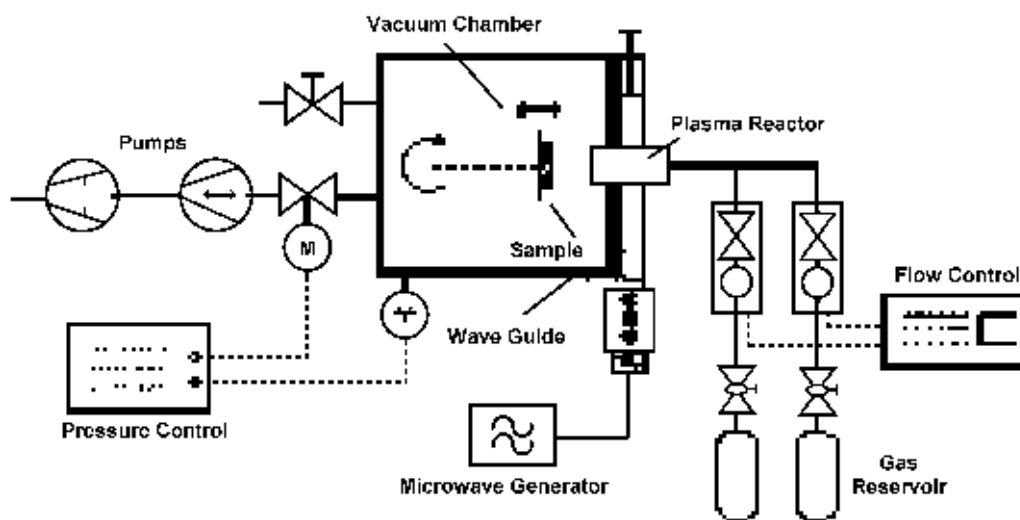 Vacuum Chamber
Plasma Reactor
Pumps
M
Sample
Flow Control
Wave Guide
Pressure Control
Microwave Generator
Gas
Reservoir